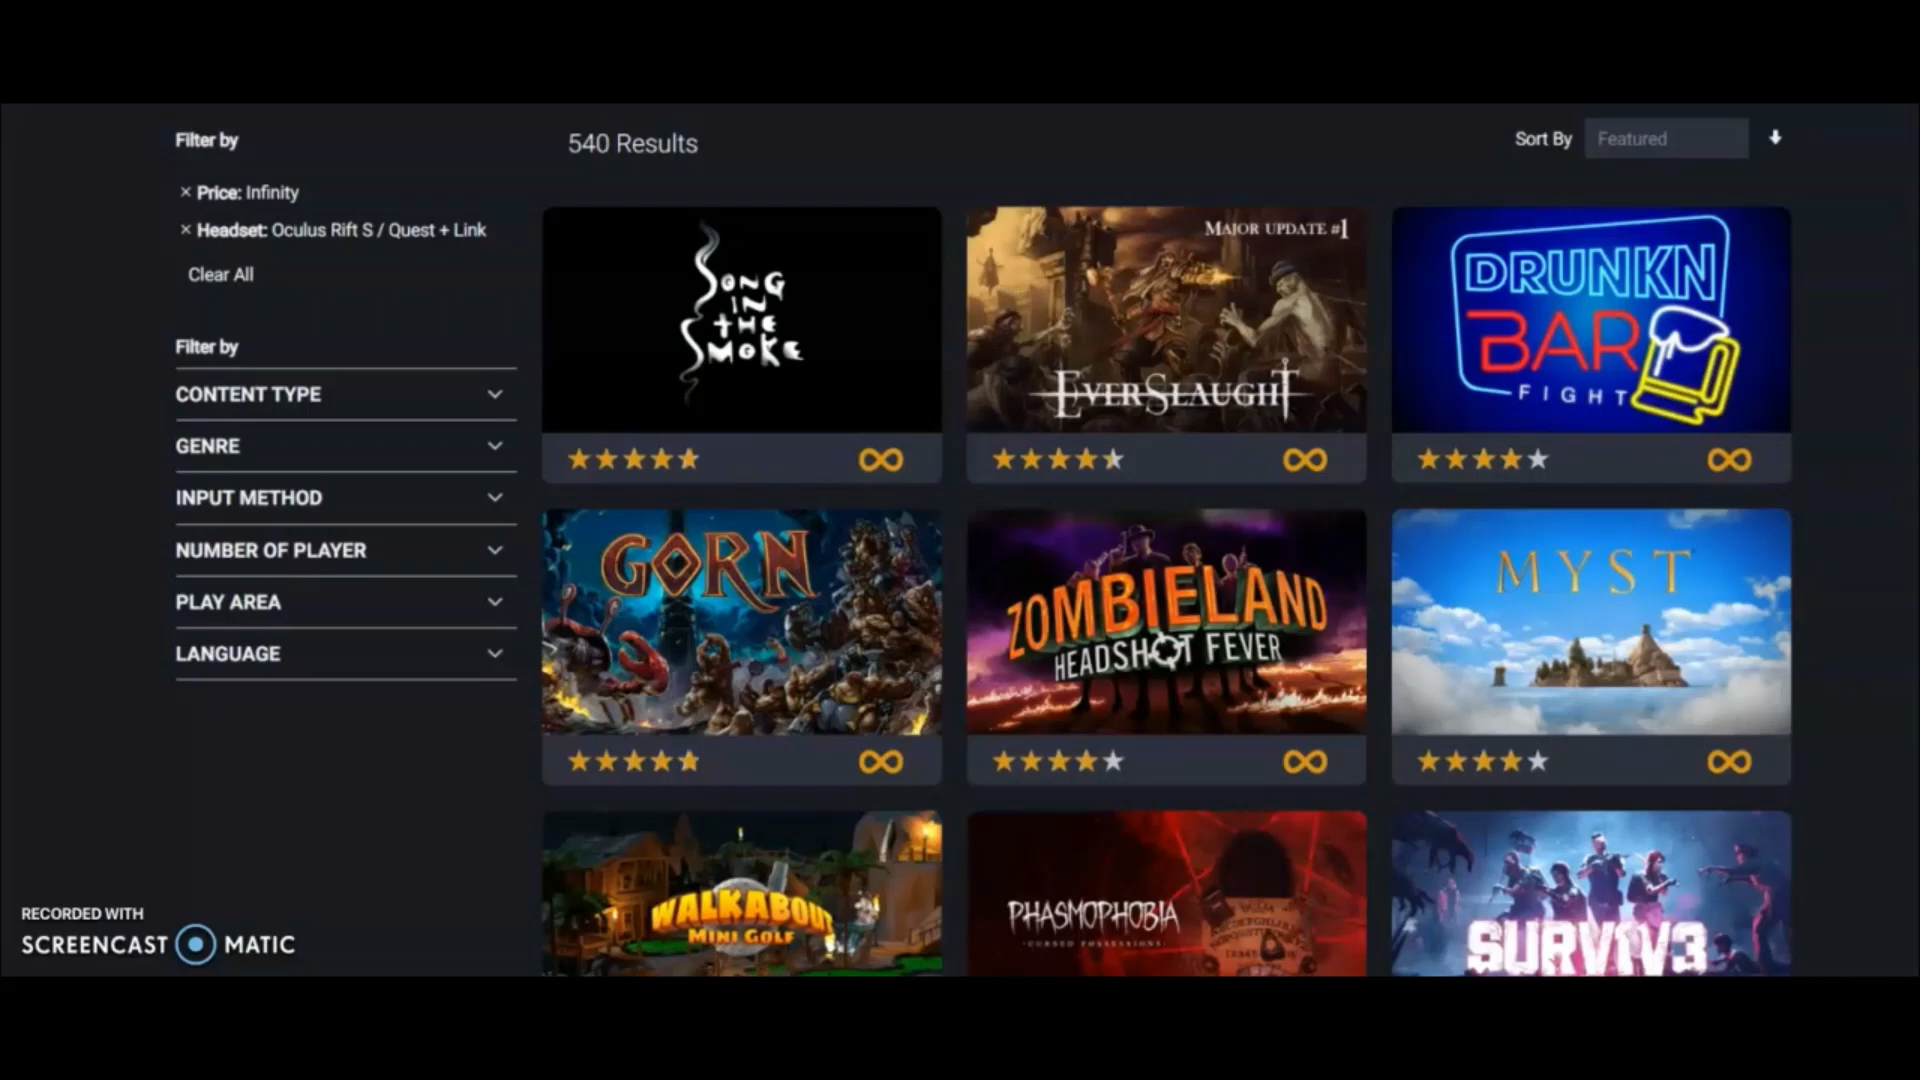 Filter by
× Price: Infinity
× Headset: Oculus Rift S / Quest + Link
Clear All
Filter by
CONTENT TYPE
GENRE
INPUT METHOD
NUMBER OF PLAYER
PLAY AREA
LANGUAGE
540 Results
Sort By Featured
SONG
IN
THE
SMOKE
MAJOR UPDATE #1
EVERSLAUGHT
DRUNKN
BAR
FIGHT
GORN
ZOMBIELAND
HEADSHOT FEVER
MYST
WALKABOUT
MINI GOLF
PHASMOPHOBIA
CURSED POSSESSIONS
SURV1V3
RECORDED WITH
SCREENCAST MATIC